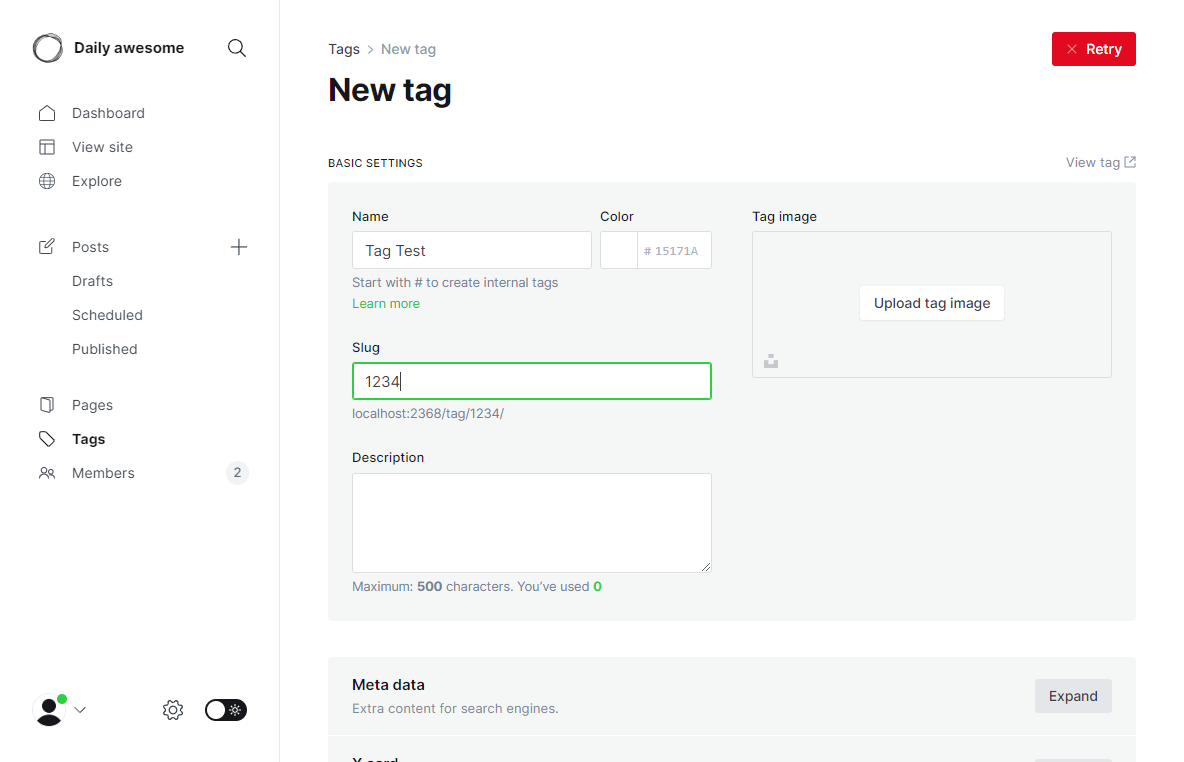 Daily awesome
Dashboard
View site
Explore
Posts
Drafts
Scheduled
Published
Pages
Tags
Members 2
Tags > New tag
Retry
New tag
BASIC SETTINGS
View tag
Name
Tag Test
Start with # to create internal tags
Learn more
Color
# 15171A
Slug
1234
localhost:2368/tag/1234/
Description
Maximum: 500 characters. You’ve used 0
Tag image
Upload tag image
Meta data
Extra content for search engines.
Expand
X card